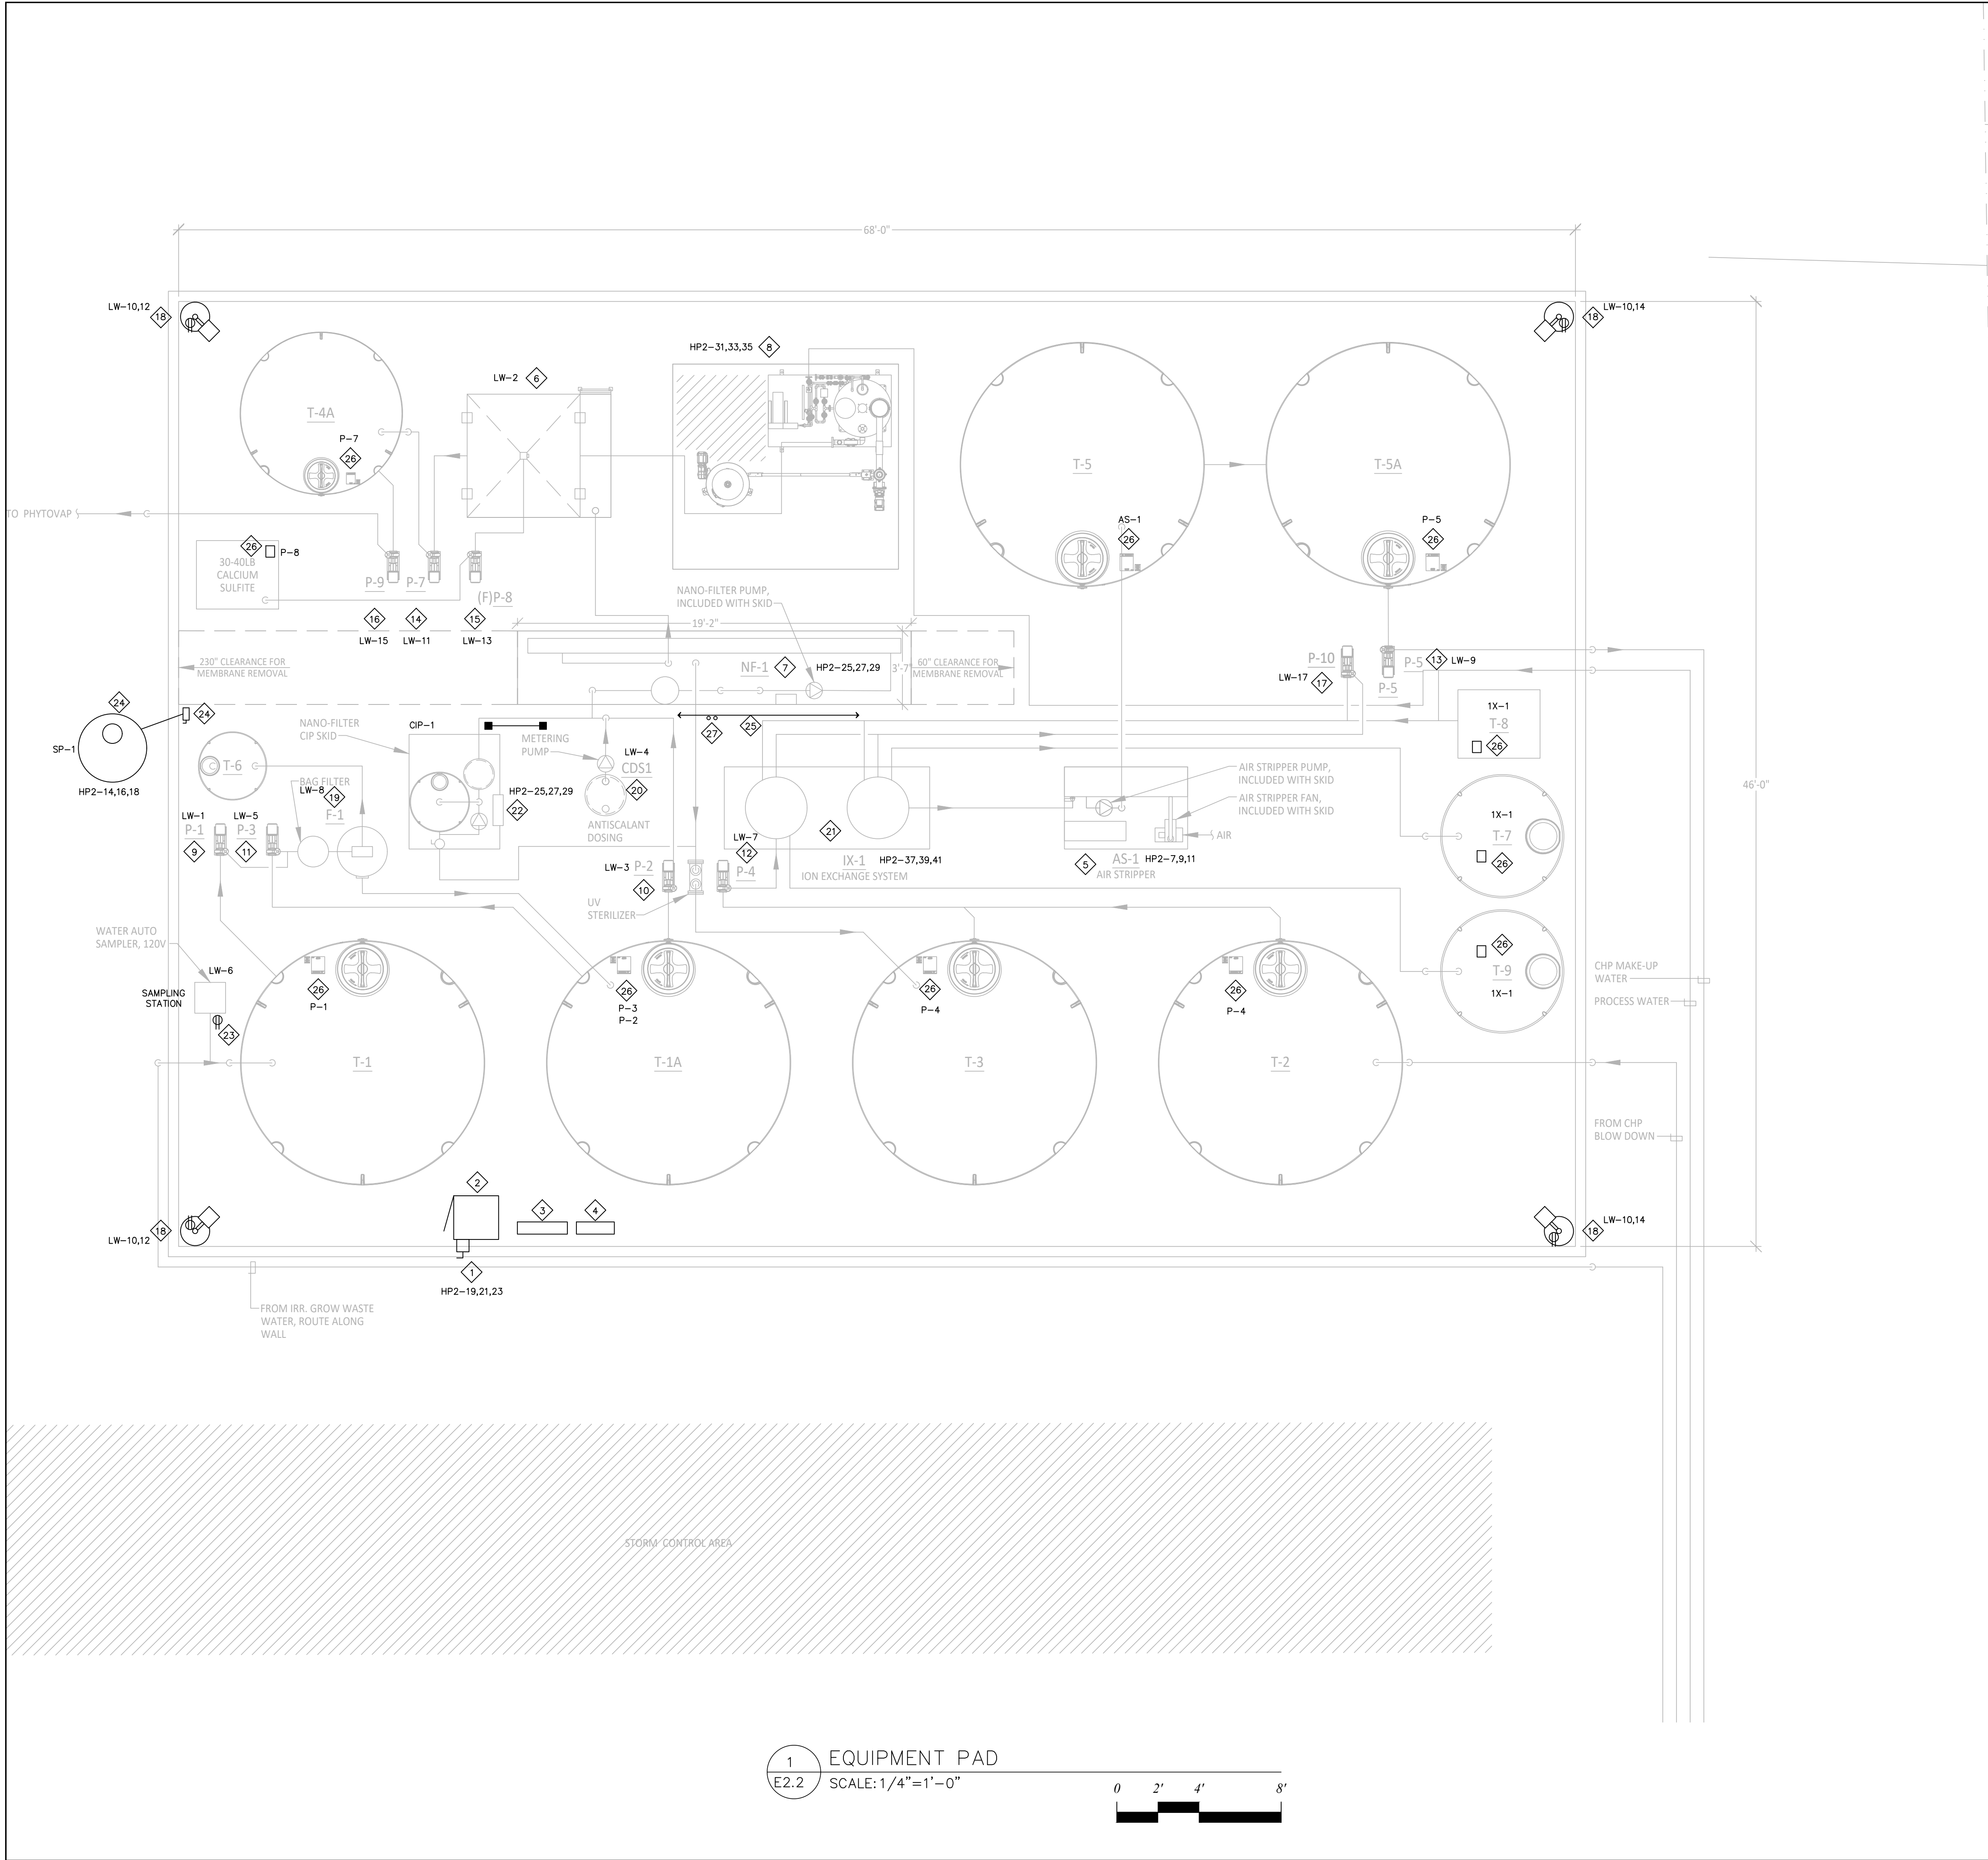 68'-0"
LW-10,12
18
18
LW-10,14
HP2-31,33,35
8
LW-2
6
T-4A
P-7
26
T-5
T-5A
TO PHYTOVAP
AS-1
26
P-5
26
26
P-8
30-40LB
CALCIUM
SULFITE
P-9
P-7
(F)P-8
NANO-FILTER PUMP,
INCLUDED WITH SKID
16
14
15
LW-15
LW-11
LW-13
19'-2"
230" CLEARANCE FOR
MEMBRANE REMOVAL
NF-1
7
HP2-25,27,29
3'-7"
60" CLEARANCE FOR
MEMBRANE REMOVAL
P-10
LW-17
17
P-5
13
LW-9
P-5
24
24
SP-1
HP2-14,16,18
NANO-FILTER
CIP SKID
CIP-1
METERING
PUMP
27
25
1X-1
T-8
26
T-6
BAG FILTER
LW-8
19
F-1
LW-4
CDS1
20
HP2-25,27,29
22
ANTISCALANT
DOSING
AIR STRIPPER PUMP,
INCLUDED WITH SKID
AIR STRIPPER FAN,
INCLUDED WITH SKID
AIR
46'-0"
LW-1
P-1
9
LW-5
P-3
11
LW-7
12
21
1X-1
T-7
26
LW-3
P-2
10
P-4
IX-1
HP2-37,39,41
ION EXCHANGE SYSTEM
5
AS-1
HP2-7,9,11
AIR STRIPPER
UV
STERILIZER
WATER AUTO
SAMPLER, 120V
LW-6
SAMPLING
STATION
23
26
P-1
26
P-3
P-2
26
P-4
26
P-4
26
T-9
1X-1
CHP MAKE-UP
WATER
PROCESS WATER
T-1
T-1A
T-3
T-2
FROM CHP
BLOW DOWN
2
3
4
LW-10,12
18
18
LW-10,14
1
HP2-19,21,23
FROM IRR. GROW WASTE
WATER, ROUTE ALONG
WALL
STORM CONTROL AREA
1
E2.2
EQUIPMENT PAD
SCALE: 1/4"=1'-0"
0 2' 4' 8'